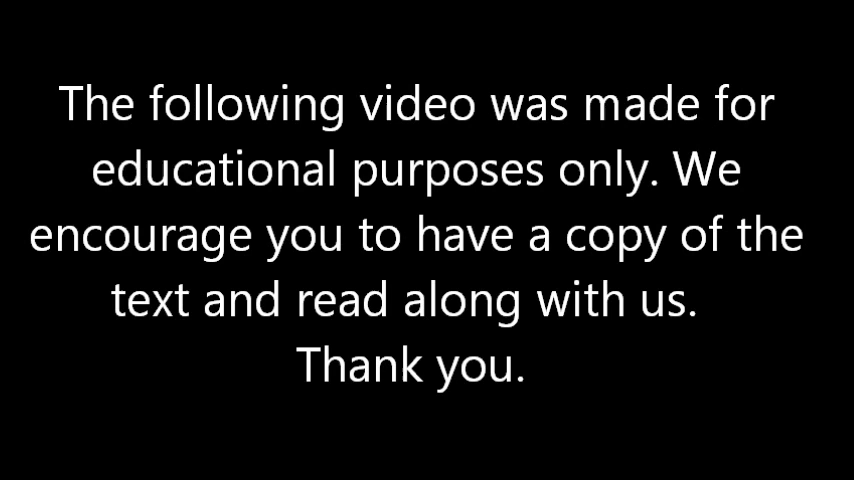 The following video was made for
educational purposes only. We
encourage you to have a copy of the
text and read along with us.
Thank you.